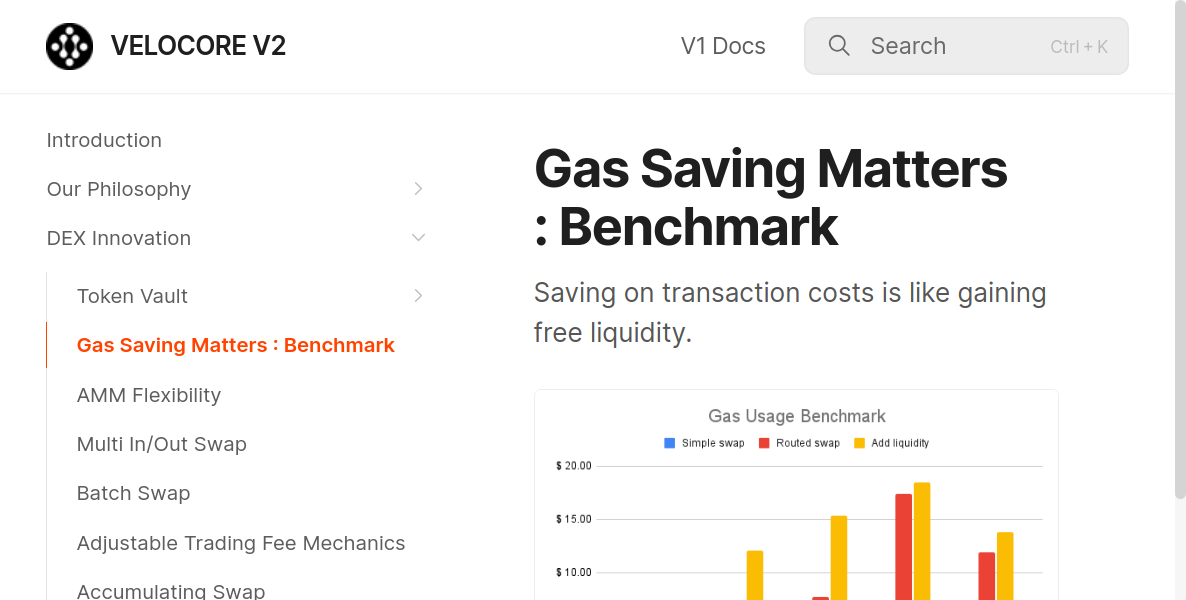 VELOCORE V2
V1 Docs
Search
Ctrl + K
Introduction
Our Philosophy
DEX Innovation
Token Vault
Gas Saving Matters : Benchmark
AMM Flexibility
Multi In/Out Swap
Batch Swap
Adjustable Trading Fee Mechanics
Accumulating Swap
Gas Saving Matters
: Benchmark
Saving on transaction costs is like gaining
free liquidity.
Gas Usage Benchmark
Simple swap Routed swap Add liquidity
$ 20.00
$ 15.00
$ 10.00